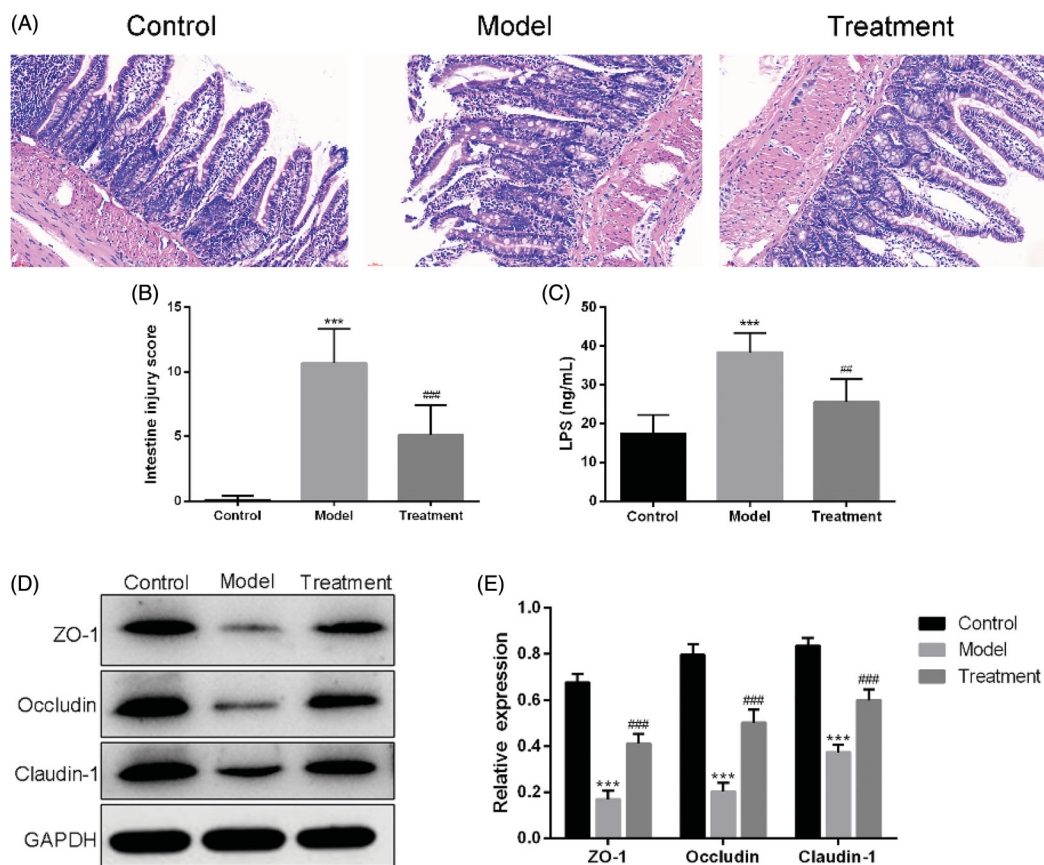 (A)
Control Model Treatment
(B)
Intestine injury score
15
10
5
0
***
###
Control Model Treatment
(C)
LPS (ng/mL)
50
40
30
20
10
0
***
##
Control Model Treatment
(D)
Control Model Treatment
ZO-1
Occludin
Claudin-1
GAPDH
(E)
Relative expression
1.0
0.8
0.6
0.4
0.2
0.0
*** ### *** ### *** ###
ZO-1 Occludin Claudin-1
Control
Model
Treatment